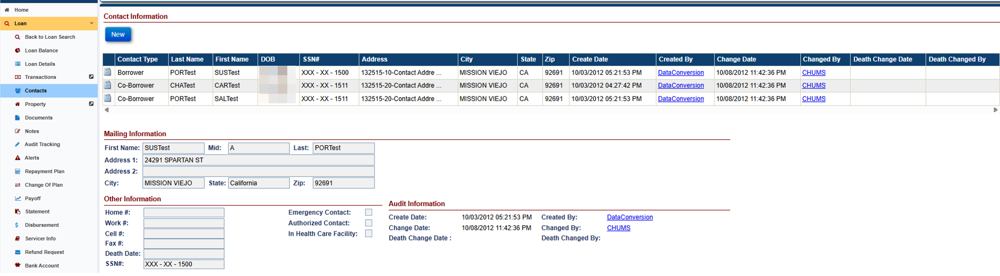 Home
Loan
Back to Loan Search
Loan Balance
Loan Details
Transactions
Contacts
Property
Documents
Notes
Audit Tracking
Alerts
Repayment Plan
Change Of Plan
Payoff
Statement
Disbursement
Servicer Info
Refund Request
Bank Account
Contact Information
New
Contact Type Last Name First Name DOB SSN# Address City State Zip Create Date Created By Change Date Changed By Death Change Date Death Changed By
Borrower PORTest SUSTest XXX - XX - 1500 132515-10-Contact Addre ... MISSION VIEJO CA 92691 10/03/2012 05:21:53 PM DataConversion 10/08/2012 11:42:36 PM CHUMS
Co-Borrower CHATest CARTest XXX - XX - 1511 132515-20-Contact Addre ... MISSION VIEJO CA 92691 10/03/2012 04:27:42 PM DataConversion 10/08/2012 11:42:36 PM CHUMS
Co-Borrower PORTest SALTest XXX - XX - 1511 132515-20-Contact Addre ... MISSION VIEJO CA 92691 10/03/2012 05:21:53 PM DataConversion 10/08/2012 11:42:36 PM CHUMS
Mailing Information
First Name: SUSTest Mid: A Last: PORTest
Address 1: 24291 SPARTAN ST
Address 2:
City: MISSION VIEJO State: California Zip: 92691
Other Information
Home #: Emergency Contact:
Work #: Authorized Contact:
Cell #: In Health Care Facility:
Fax #:
Death Date:
SSN#: XXX - XX - 1500
Audit Information
Create Date: 10/03/2012 05:21:53 PM Created By: DataConversion
Change Date: 10/08/2012 11:42:36 PM Changed By: CHUMS
Death Change Date : Death Changed By: